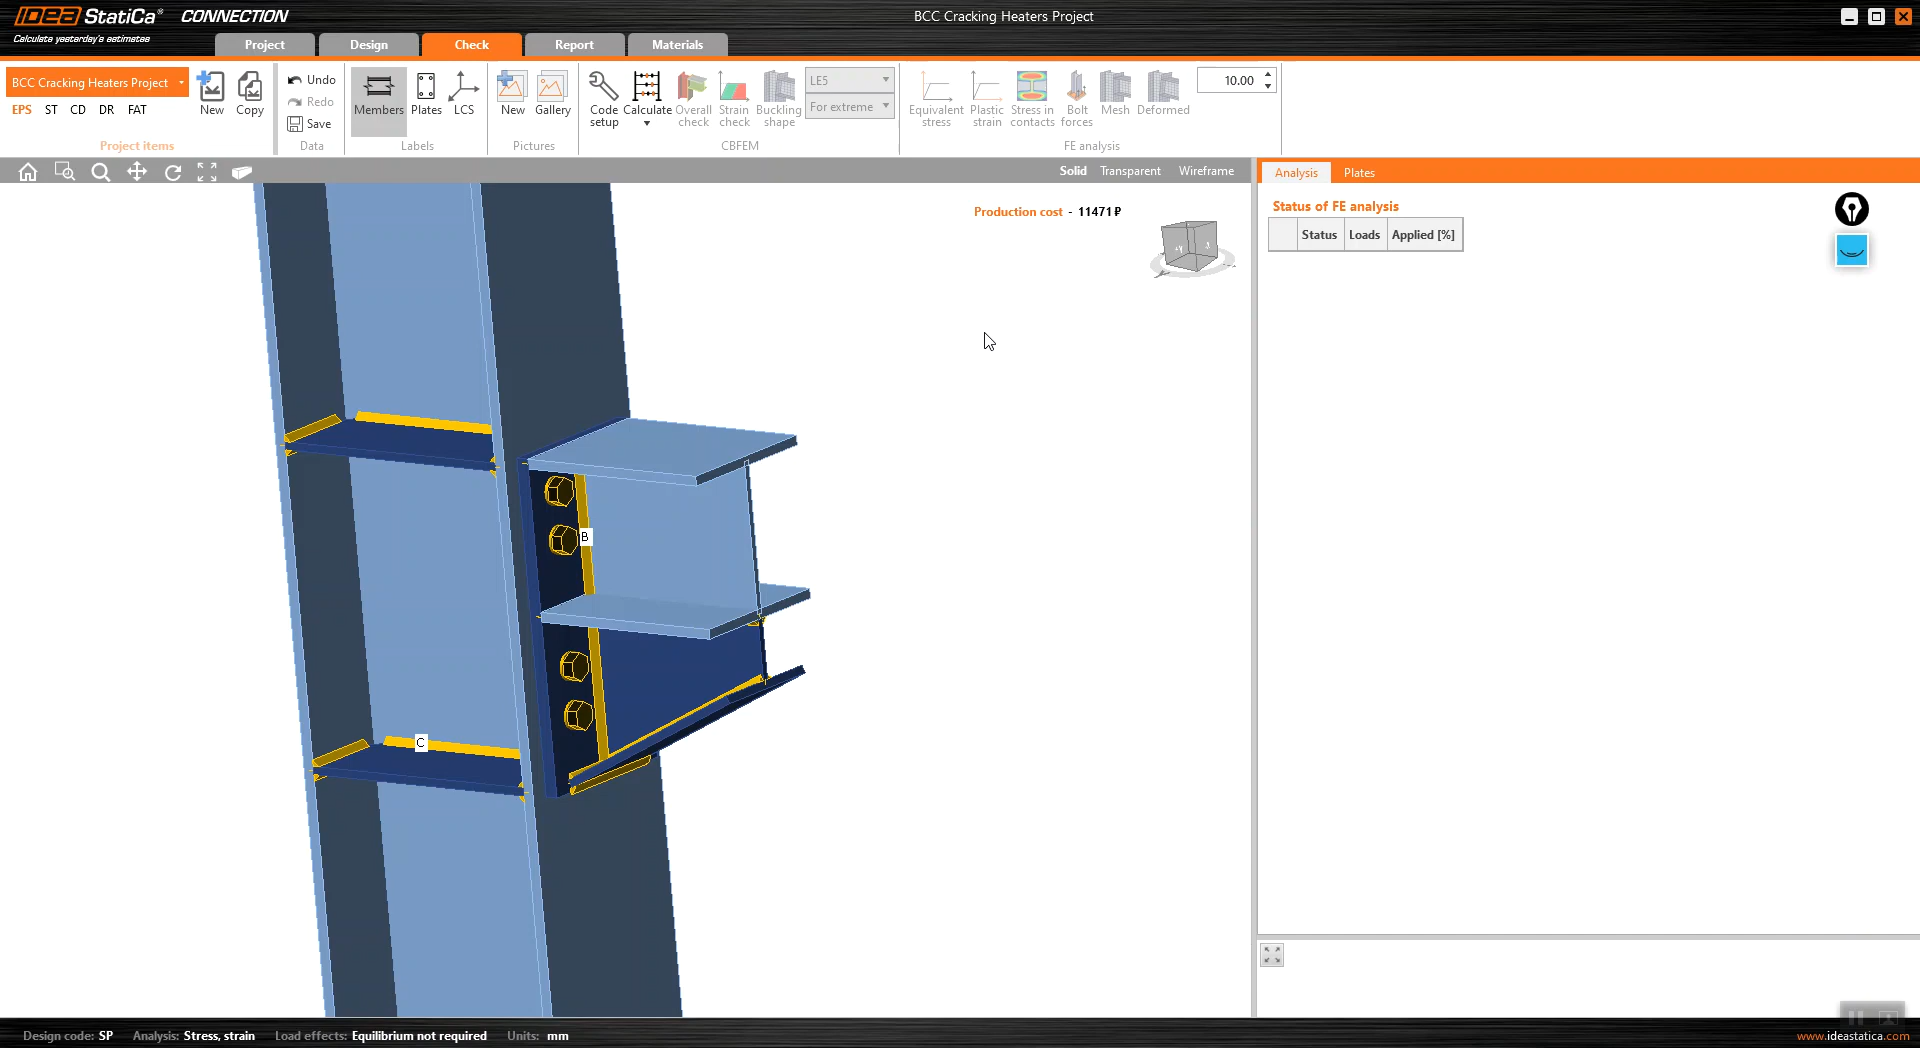 IDEA StatiCa® CONNECTION
Calculate yesterday's estimates
BCC Cracking Heaters Project
Project
Design
Check
Report
Materials
BCC Cracking Heaters Project
EPS ST CD DR FAT
Project items
New
Copy
Undo
Redo
Save
Data
Members
Plates
LCS
Labels
New
Gallery
Pictures
Code setup
Calculate
Overall check
Strain check
Buckling shape
LE5
For extreme
CBFEM
Equivalent stress
Plastic strain
Stress in contacts
Bolt forces
Mesh
Deformed
10.00
FE analysis
Solid
Transparent
Wireframe
Analysis
Plates
Production cost - 11471 ₽
Status of FE analysis
Status
Loads
Applied [%]
B
C
Design code: SP
Analysis: Stress, strain
Load effects: Equilibrium not required
Units: mm
www.ideastatica.com